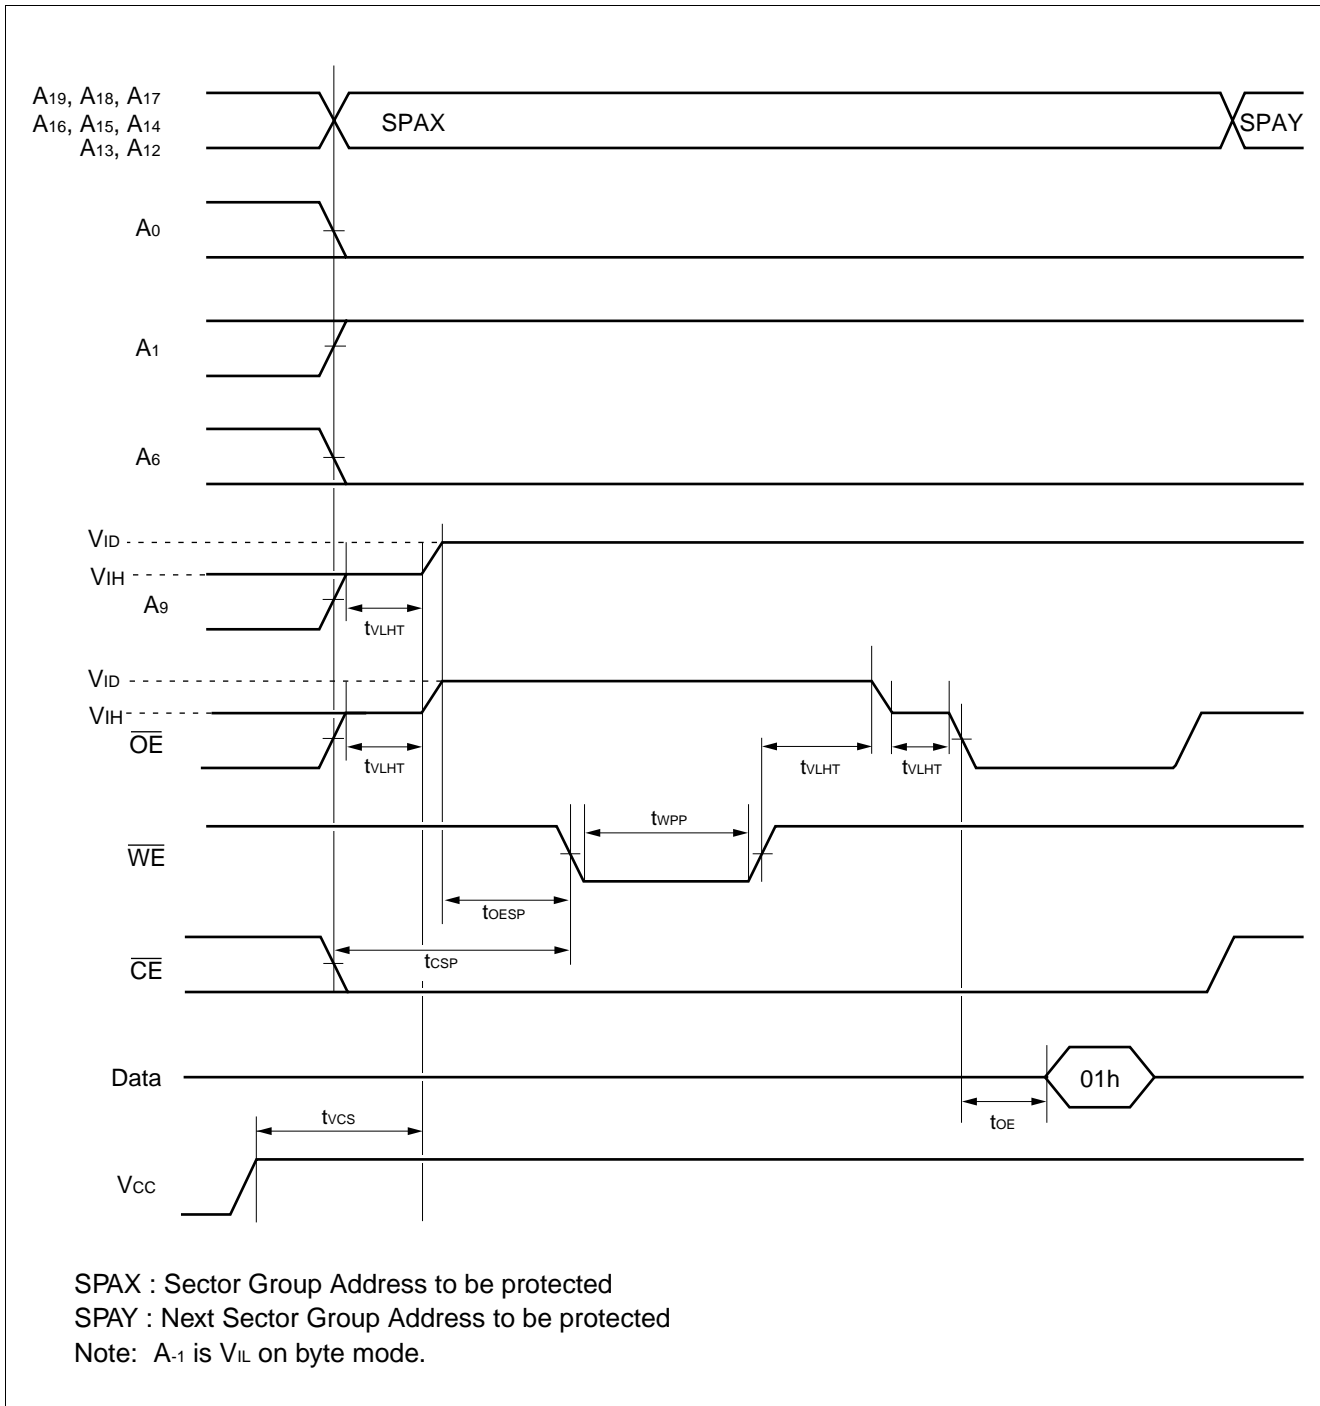 A19, A18, A17
A16, A15, A14
A13, A12
SPAX
SPAY
A0
A1
A6
VID
VIH
A9
tVLHT
VID
VIH
OE
tVLHT
tVLHT
tVLHT
tWPP
WE
tOESP
tCSP
CE
Data
01h
tOE
tVCS
VCC
SPAX : Sector Group Address to be protected
SPAY : Next Sector Group Address to be protected
Note: A-1 is VIL on byte mode.